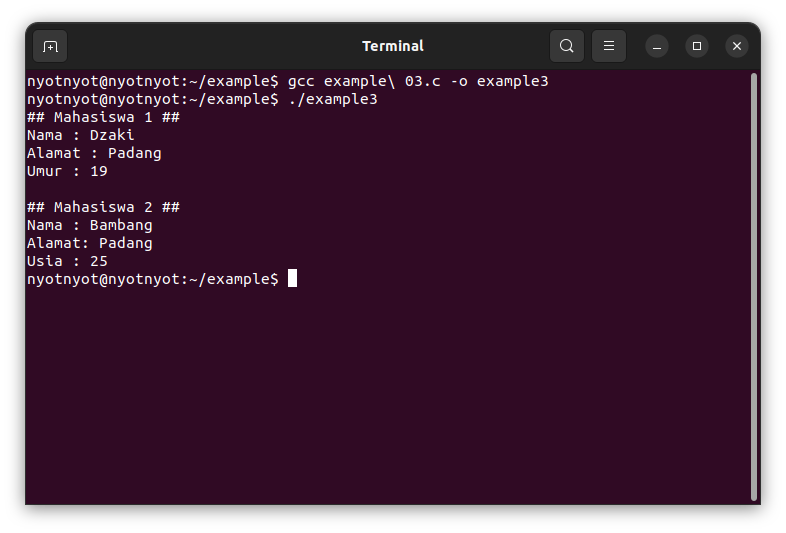 Terminal
nyotnyot@nyotnyot:~/example$ gcc example\ 03.c -o example3
nyotnyot@nyotnyot:~/example$ ./example3
## Mahasiswa 1 ##
Nama : Dzaki
Alamat : Padang
Umur : 19
## Mahasiswa 2 ##
Nama : Bambang
Alamat: Padang
Usia : 25
nyotnyot@nyotnyot:~/example$